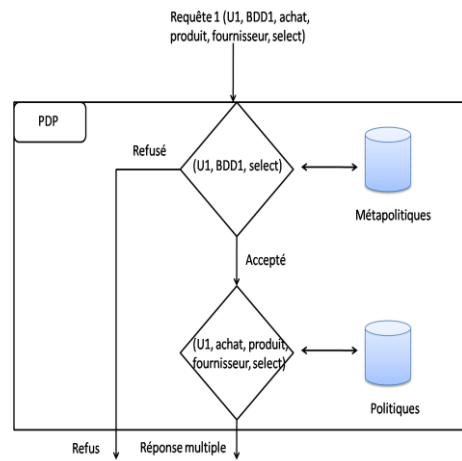 Requête 1 (U1, BDD1, achat,
produit, fournisseur, select)
PDP
Refusé
(U1, BDD1, select)
Métapolitiques
Accepté
(U1, achat, produit,
fournisseur, select)
Politiques
Refus
Réponse multiple